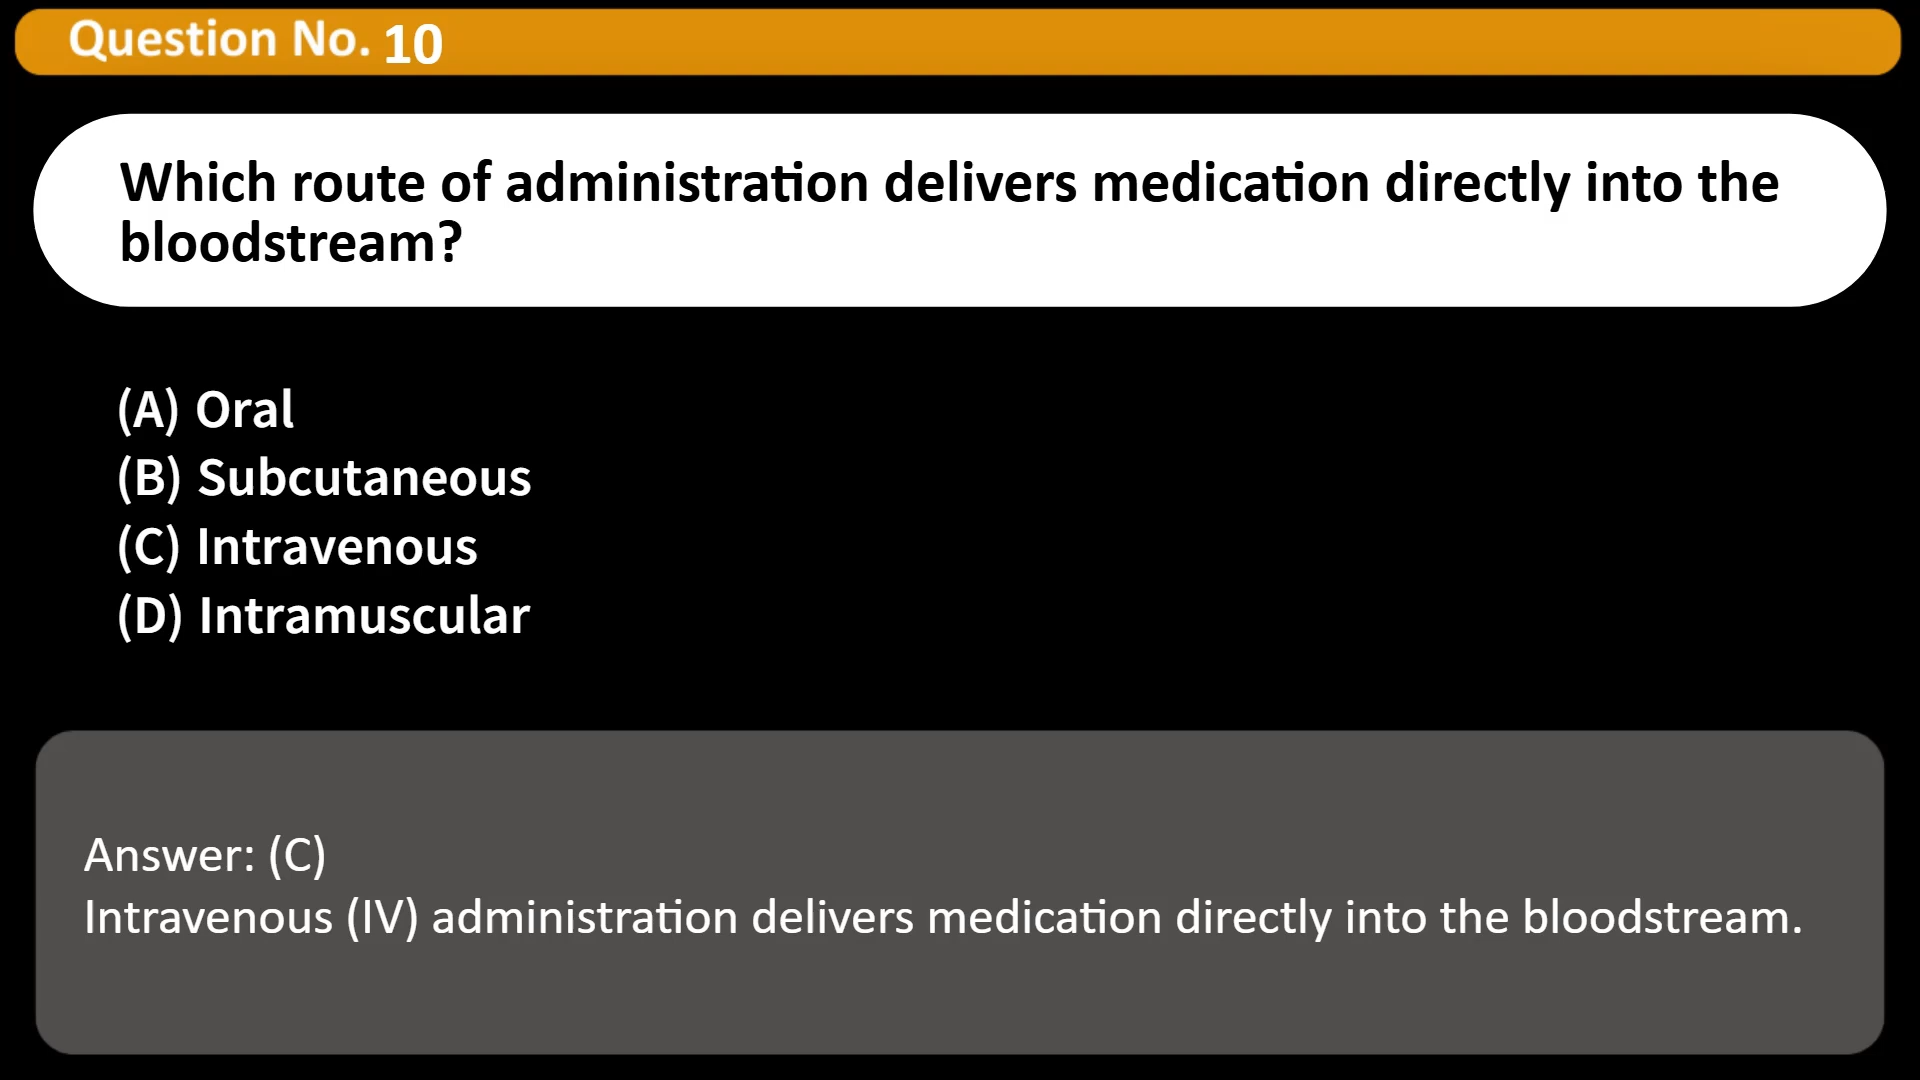 Question No. 10
Which route of administration delivers medication directly into the
bloodstream?
(A) Oral
(B) Subcutaneous
(C) Intravenous
(D) Intramuscular
Answer: (C)
Intravenous (IV) administration delivers medication directly into the bloodstream.